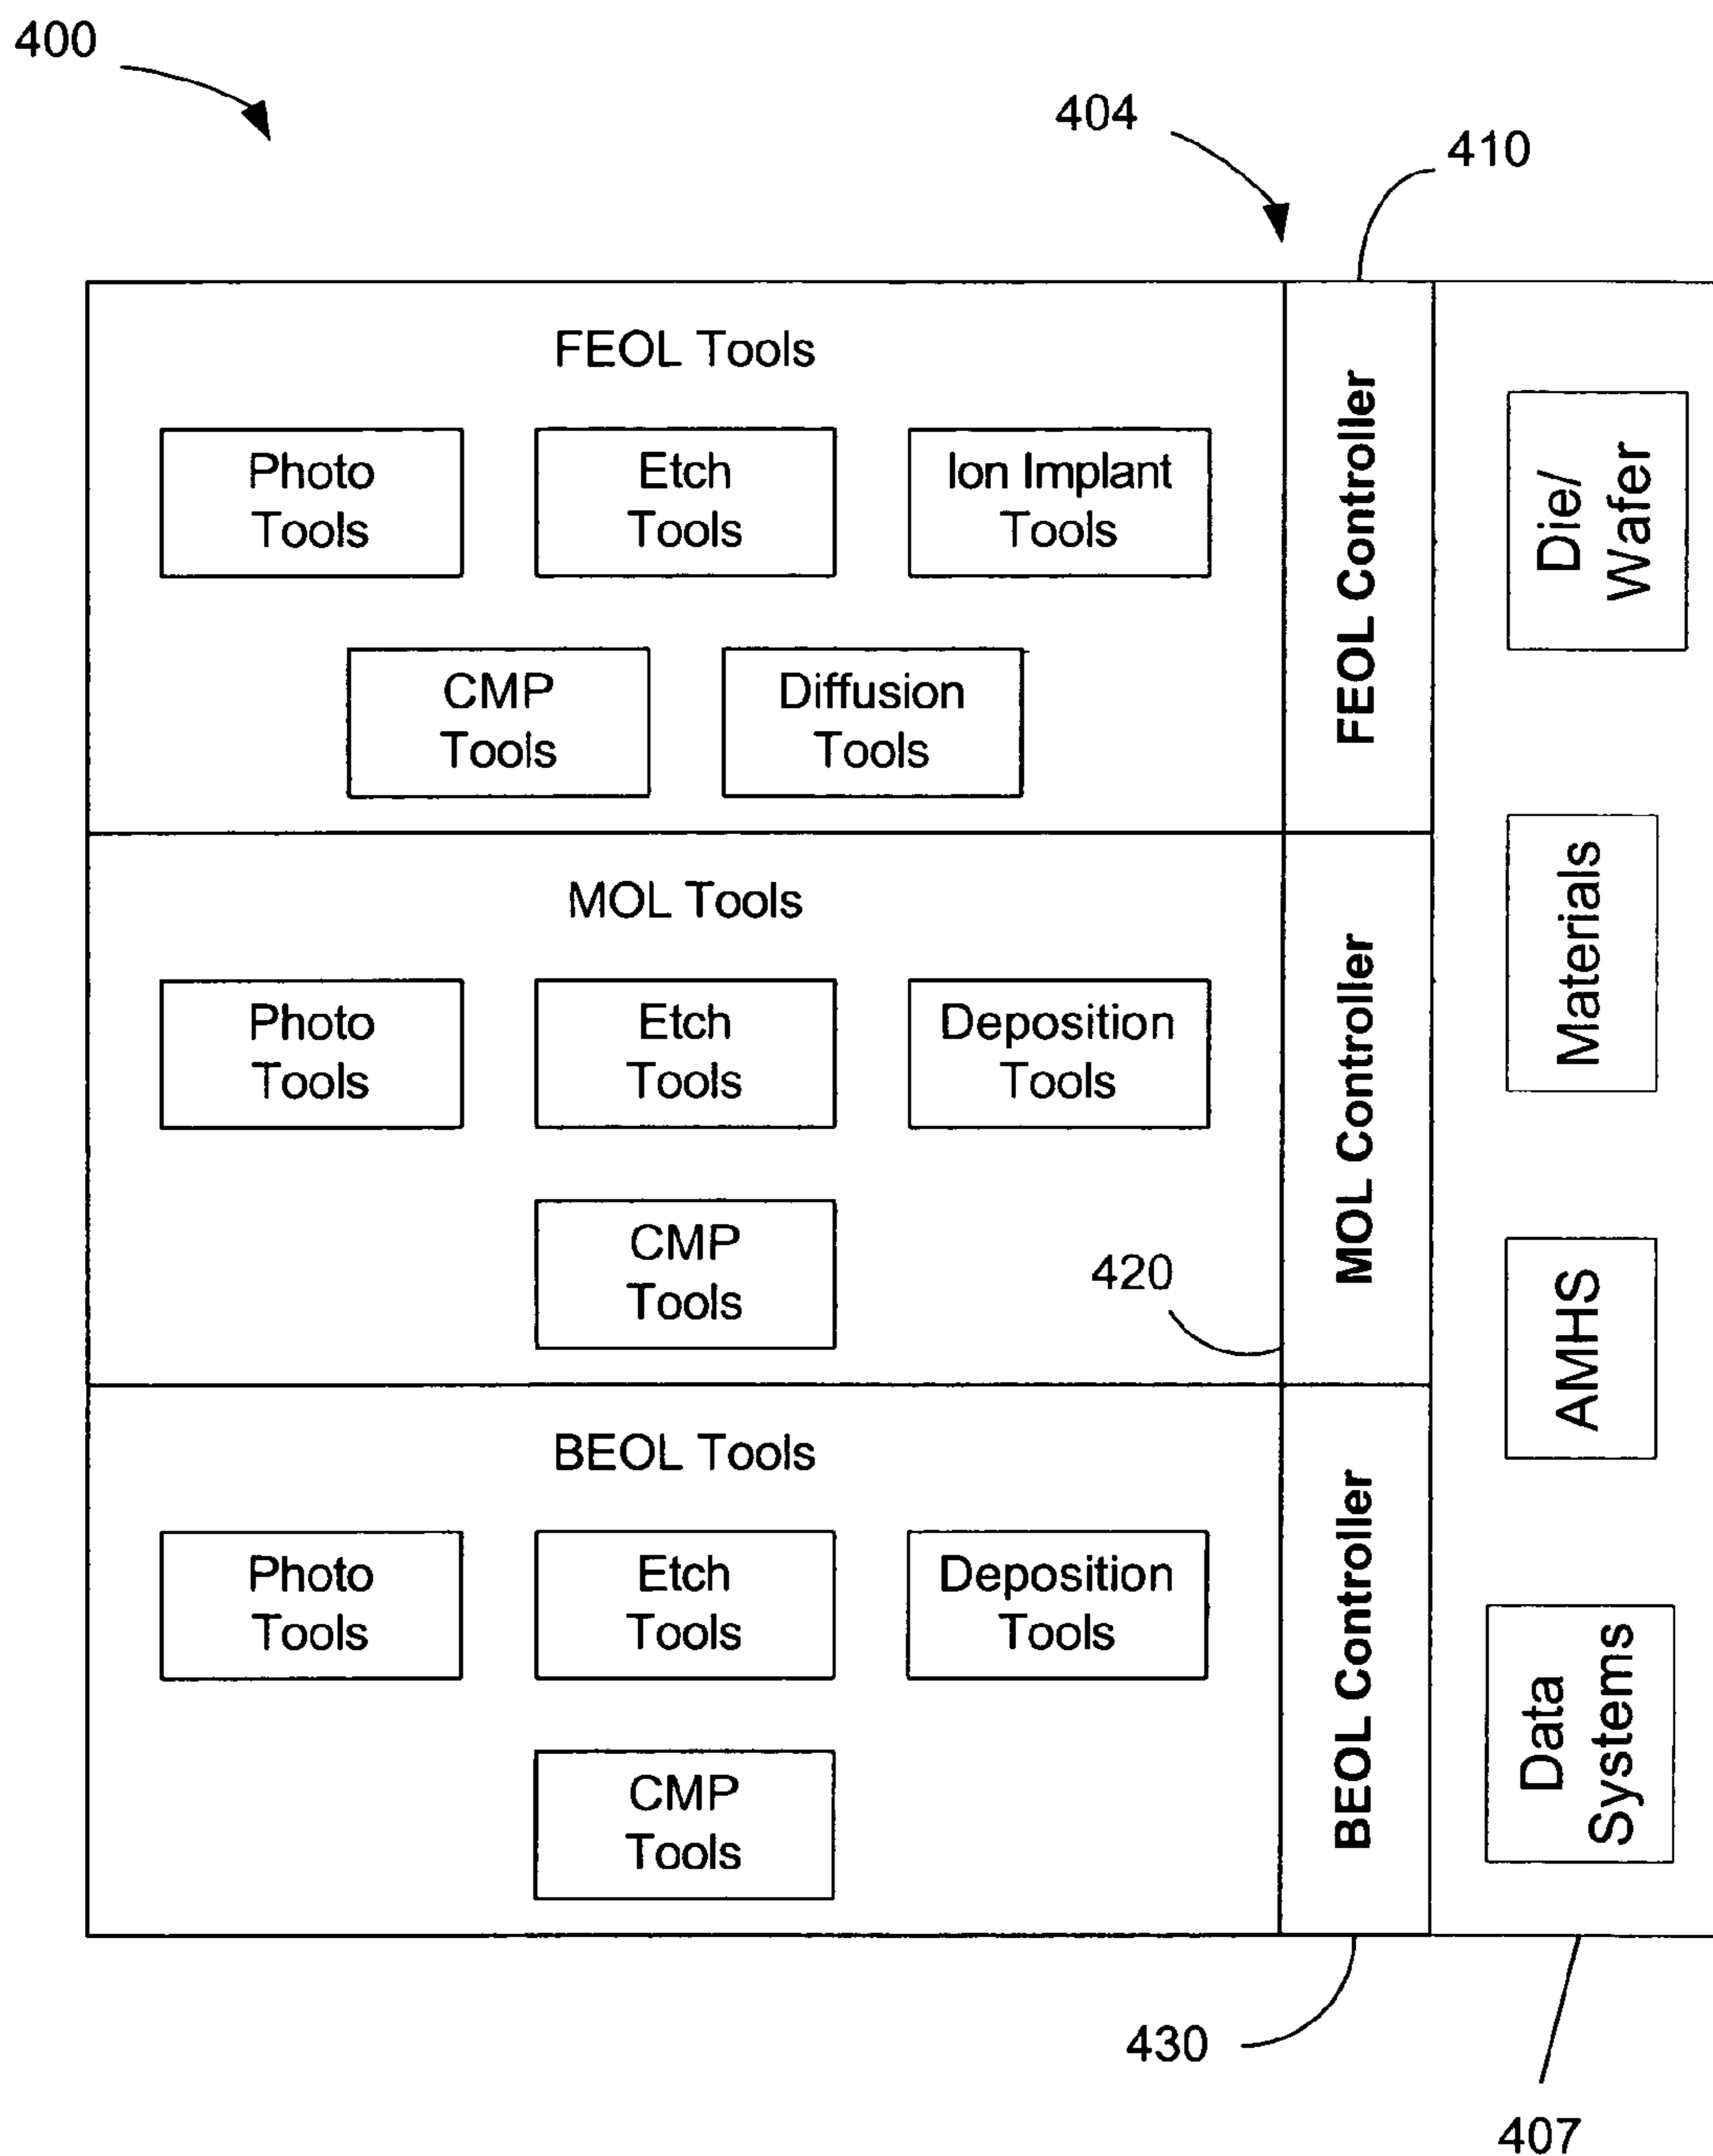 400
404
410
FEOL Tools
Photo
Tools
Etch
Tools
Ion Implant
Tools
CMP
Tools
Diffusion
Tools
FEOL Controller
Die/
Wafer
MOL Tools
Photo
Tools
Etch
Tools
Deposition
Tools
CMP
Tools
420
MOL Controller
Materials
AMHS
BEOL Tools
Photo
Tools
Etch
Tools
Deposition
Tools
CMP
Tools
BEOL Controller
Data
Systems
430
407